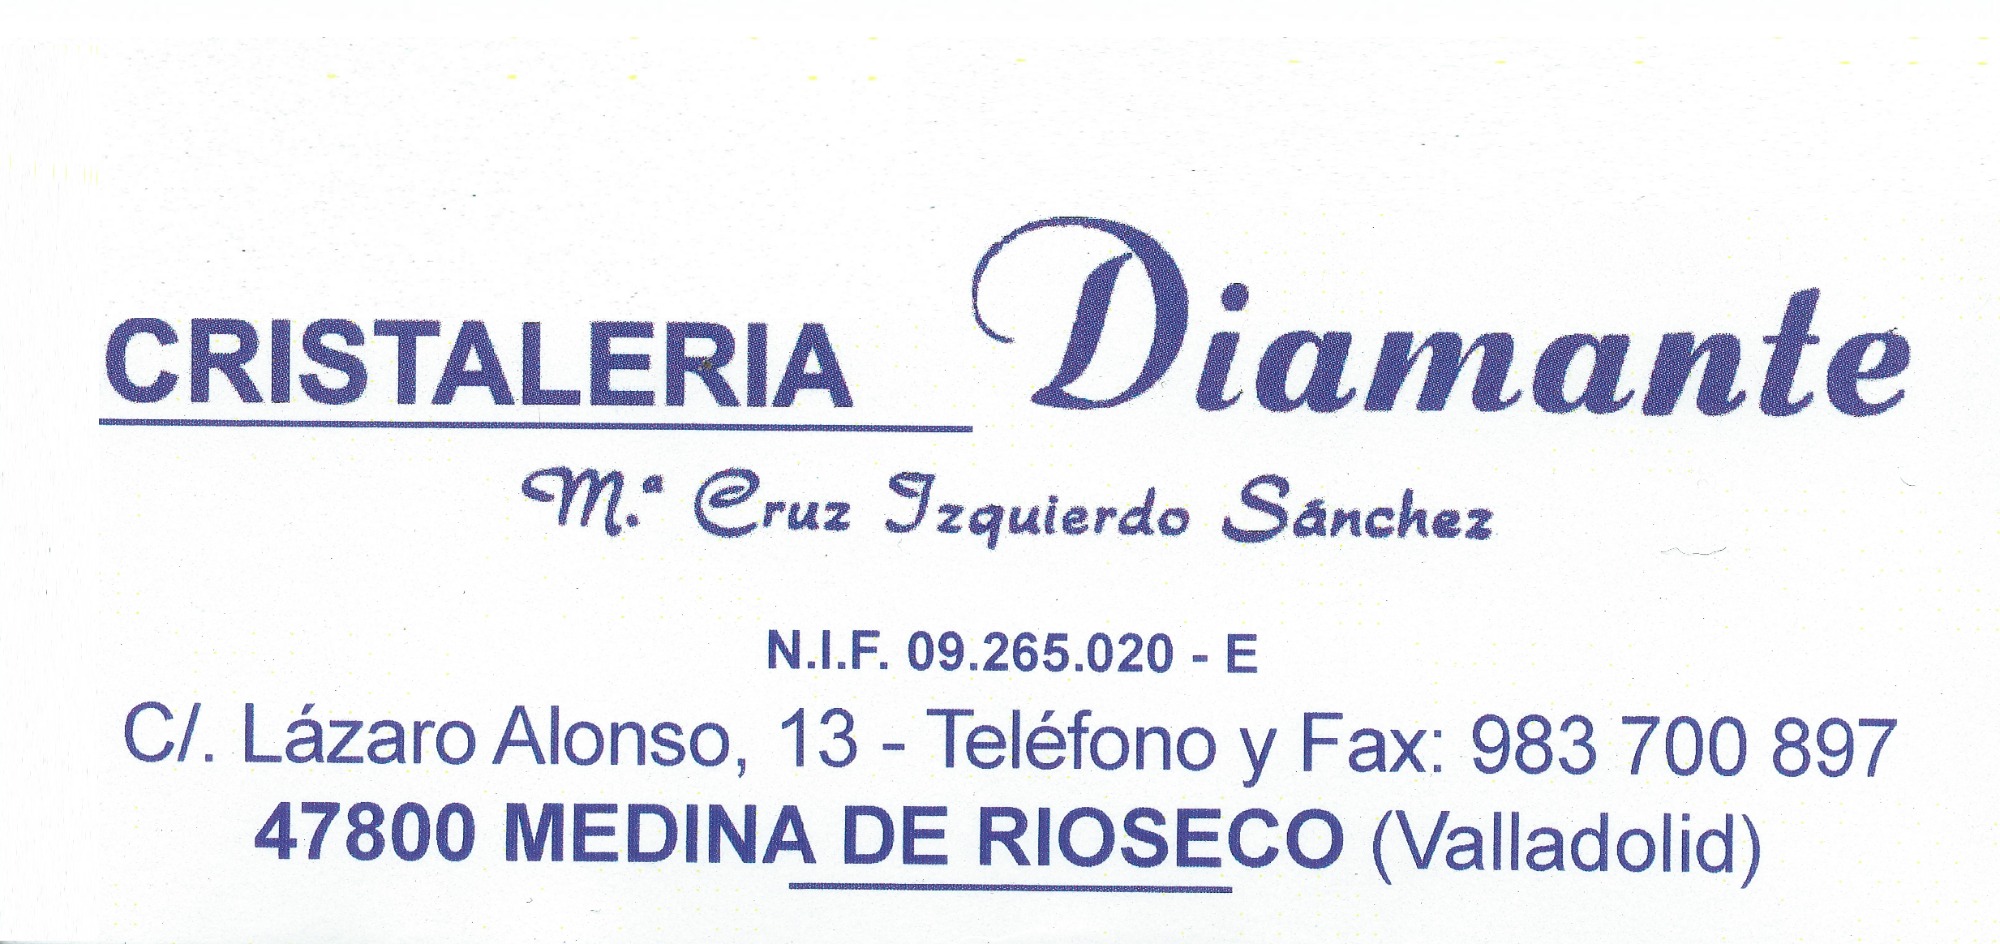 CRISTALERIA Diamante
M.ª Cruz Izquierdo Sánchez
N.I.F. 09.265.020 - E
C/. Lázaro Alonso, 13 - Teléfono y Fax: 983 700 897
47800 MEDINA DE RIOSECO (Valladolid)